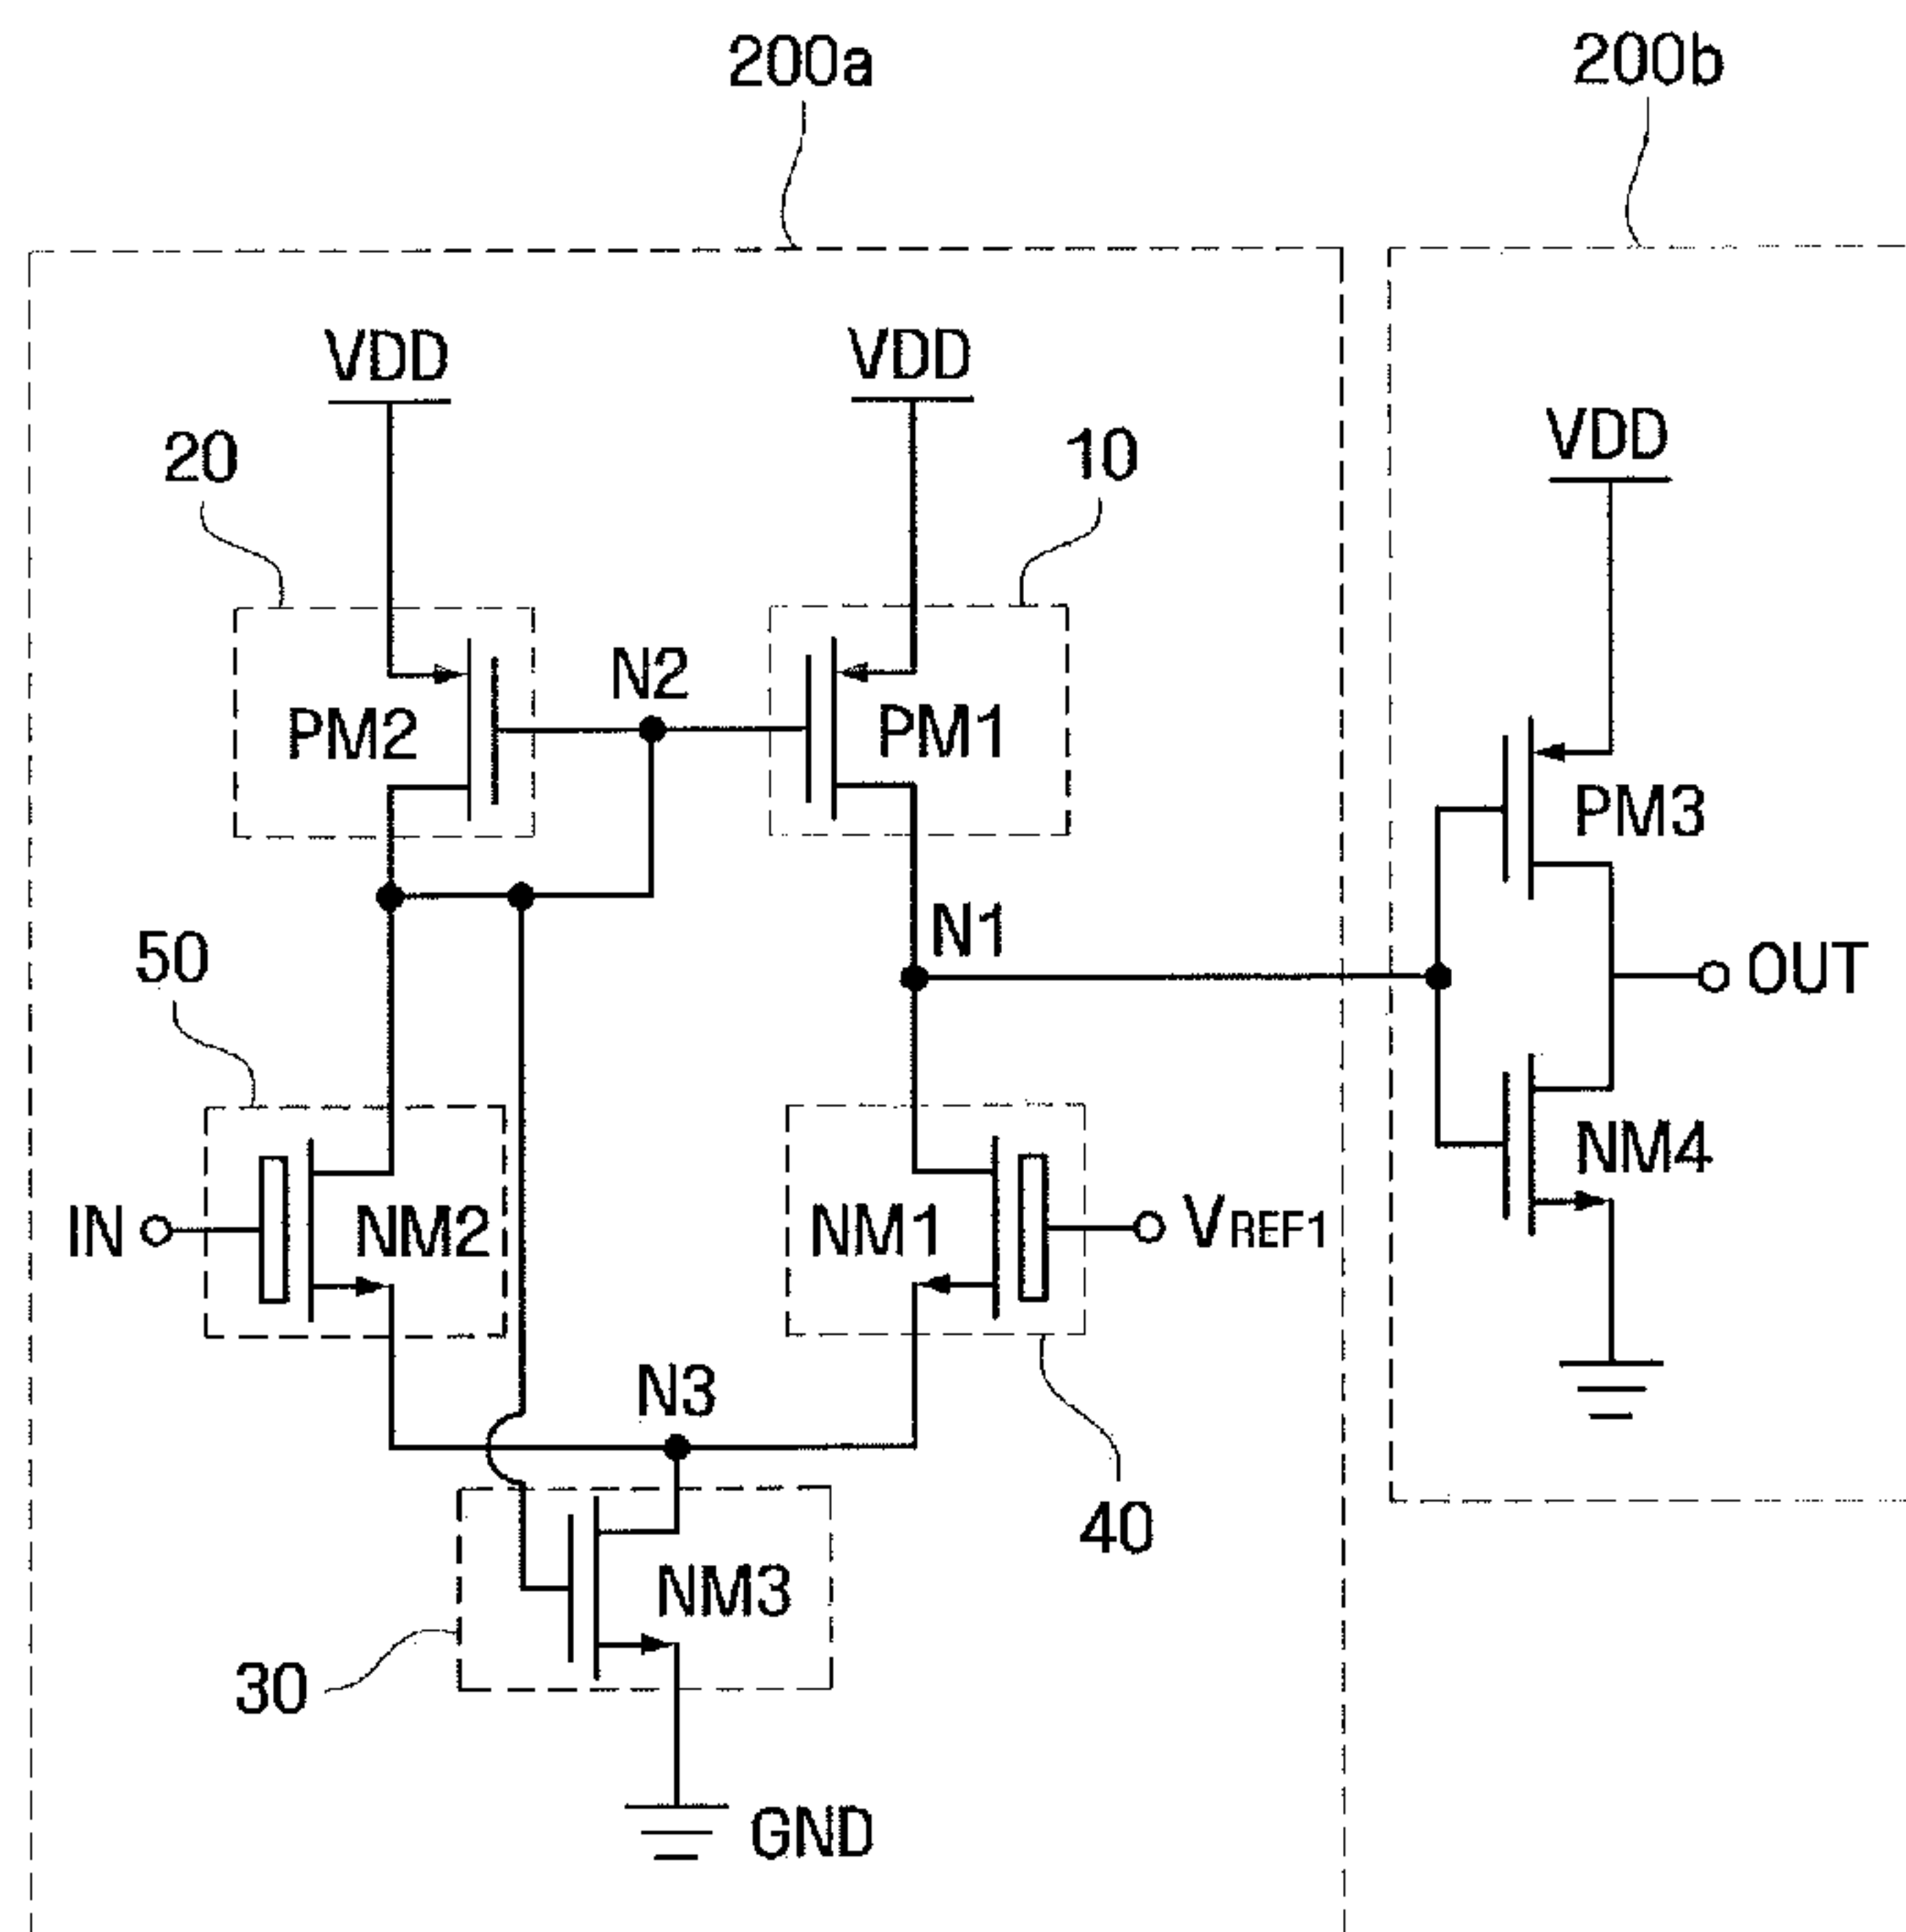 200a 200b
VDD VDD
VDD
20 10
N2
PM2 PM1
PM3
N1
50
OUT
NM4
IN NM2 NM1 VREF1
N3
40
NM3
30
GND